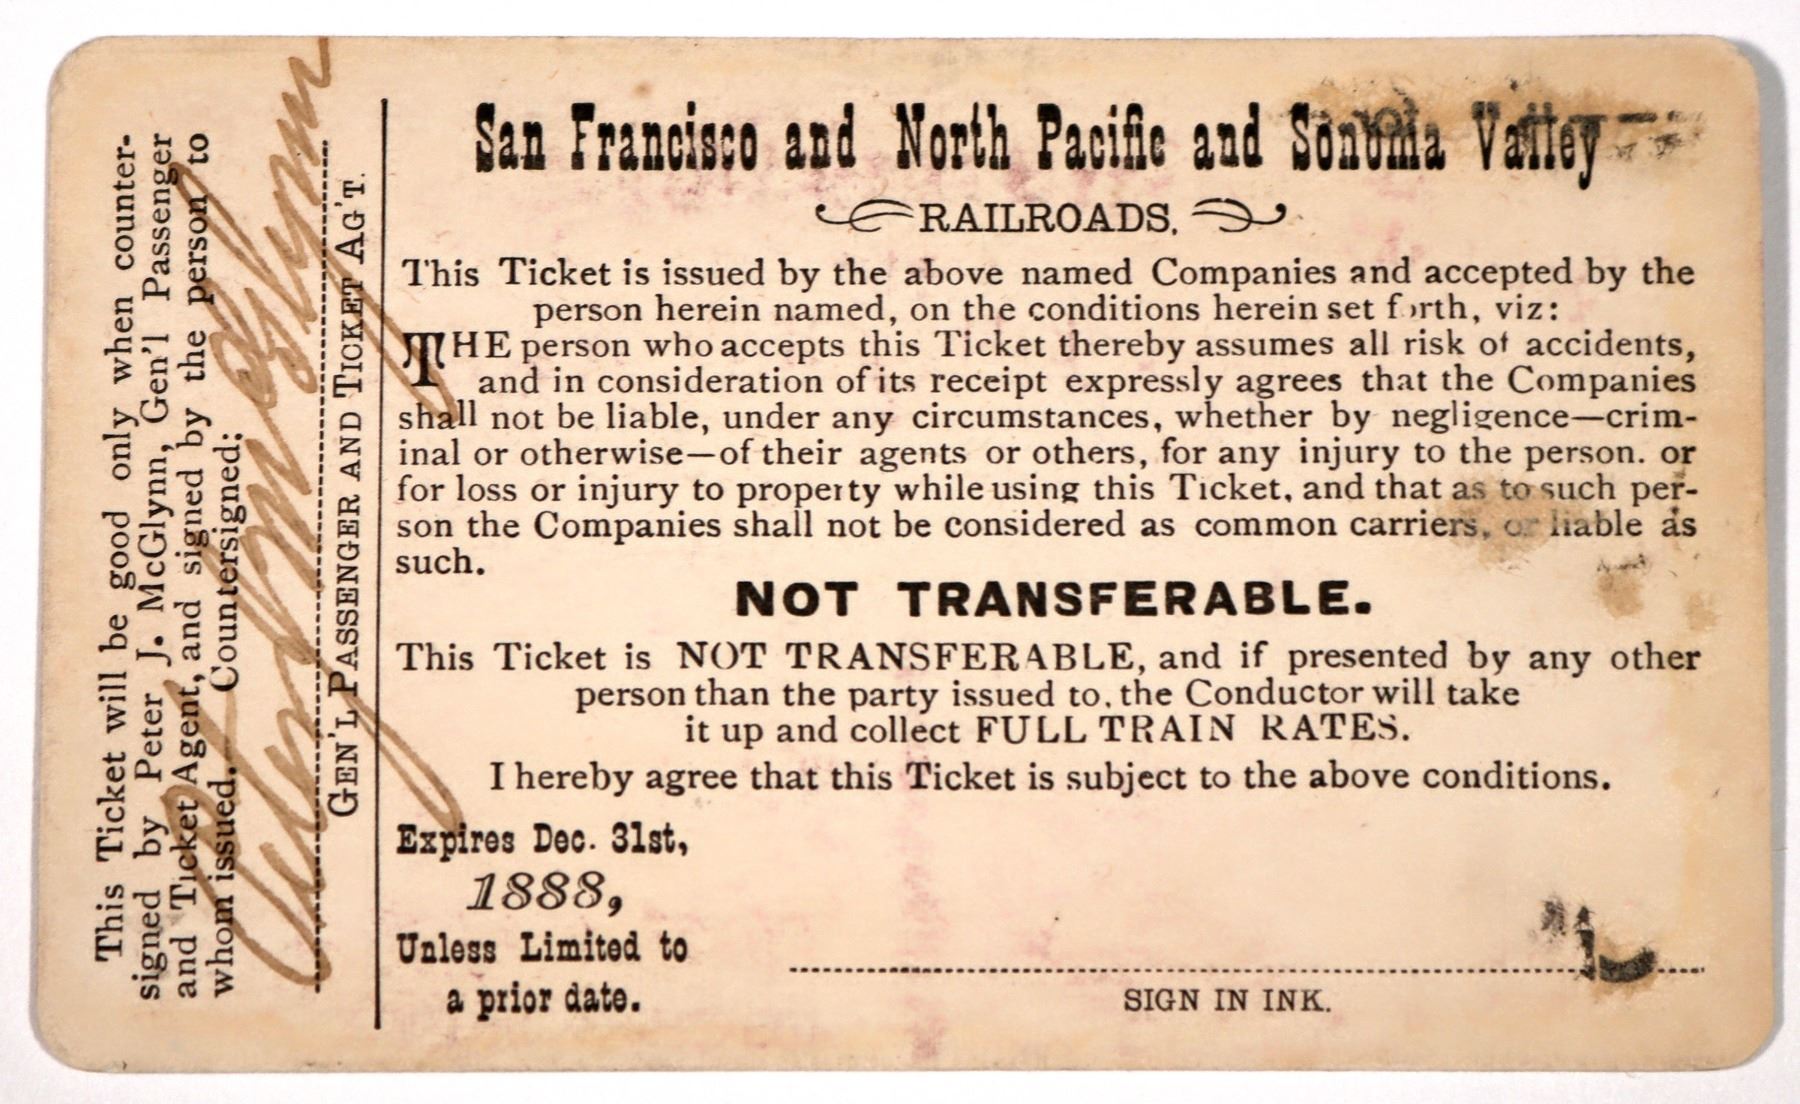 This Ticket will be good only when counter-
signed by Peter J. McGlynn, Gen'l Passenger
and Ticket Agent, and signed by the person to
whom issued. Countersigned:
Peter J McGlynn
GEN'L PASSENGER AND TICKET AG'T.
San Francisco and North Pacific and Sonoma Valley
RAILROADS.
This Ticket is issued by the above named Companies and accepted by the
person herein named, on the conditions herein set forth, viz:
THE person who accepts this Ticket thereby assumes all risk of accidents,
and in consideration of its receipt expressly agrees that the Companies
shall not be liable, under any circumstances, whether by negligence—crim-
inal or otherwise—of their agents or others, for any injury to the person. or
for loss or injury to property while using this Ticket, and that as to such per-
son the Companies shall not be considered as common carriers, or liable as
such.
NOT TRANSFERABLE.
This Ticket is NOT TRANSFERABLE, and if presented by any other
person than the party issued to, the Conductor will take
it up and collect FULL TRAIN RATES.
I hereby agree that this Ticket is subject to the above conditions.
Expires Dec. 31st,
1888,
Unless Limited to
a prior date.
SIGN IN INK.